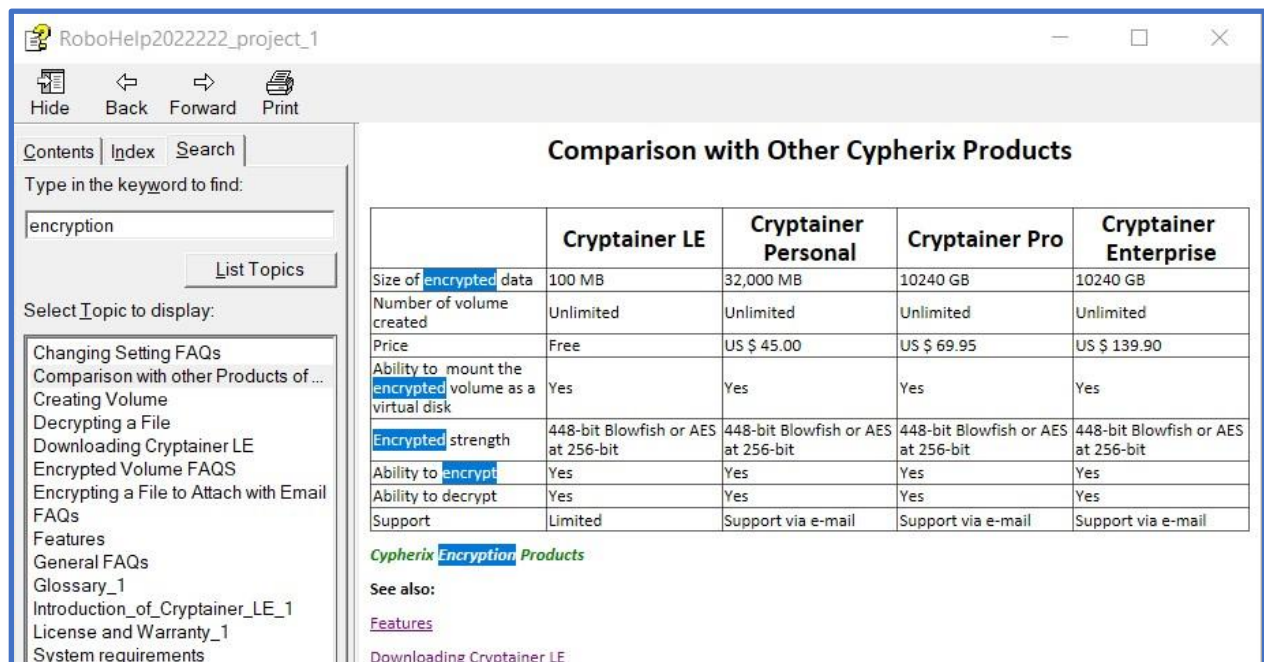 RoboHelp2022222_project_1
Hide Back Forward Print
Contents Index Search
Type in the keyword to find:
encryption
List Topics
Select Topic to display:
Changing Setting FAQs
Comparison with other Products of ...
Creating Volume
Decrypting a File
Downloading Cryptainer LE
Encrypted Volume FAQS
Encrypting a File to Attach with Email
FAQs
Features
General FAQs
Glossary_1
Introduction_of_Cryptainer_LE_1
License and Warranty_1
System requirements
Comparison with Other Cypherix Products
Cryptainer LE Cryptainer Personal Cryptainer Pro Cryptainer Enterprise
Size of encrypted data 100 MB 32,000 MB 10240 GB 10240 GB
Number of volume created Unlimited Unlimited Unlimited Unlimited
Price Free US $ 45.00 US $ 69.95 US $ 139.90
Ability to mount the encrypted volume as a virtual disk Yes Yes Yes Yes
Encrypted strength 448-bit Blowfish or AES at 256-bit 448-bit Blowfish or AES at 256-bit 448-bit Blowfish or AES at 256-bit 448-bit Blowfish or AES at 256-bit
Ability to encrypt Yes Yes Yes Yes
Ability to decrypt Yes Yes Yes Yes
Support Limited Support via e-mail Support via e-mail Support via e-mail
Cypherix Encryption Products
See also:
Features
Downloading Cryptainer LE